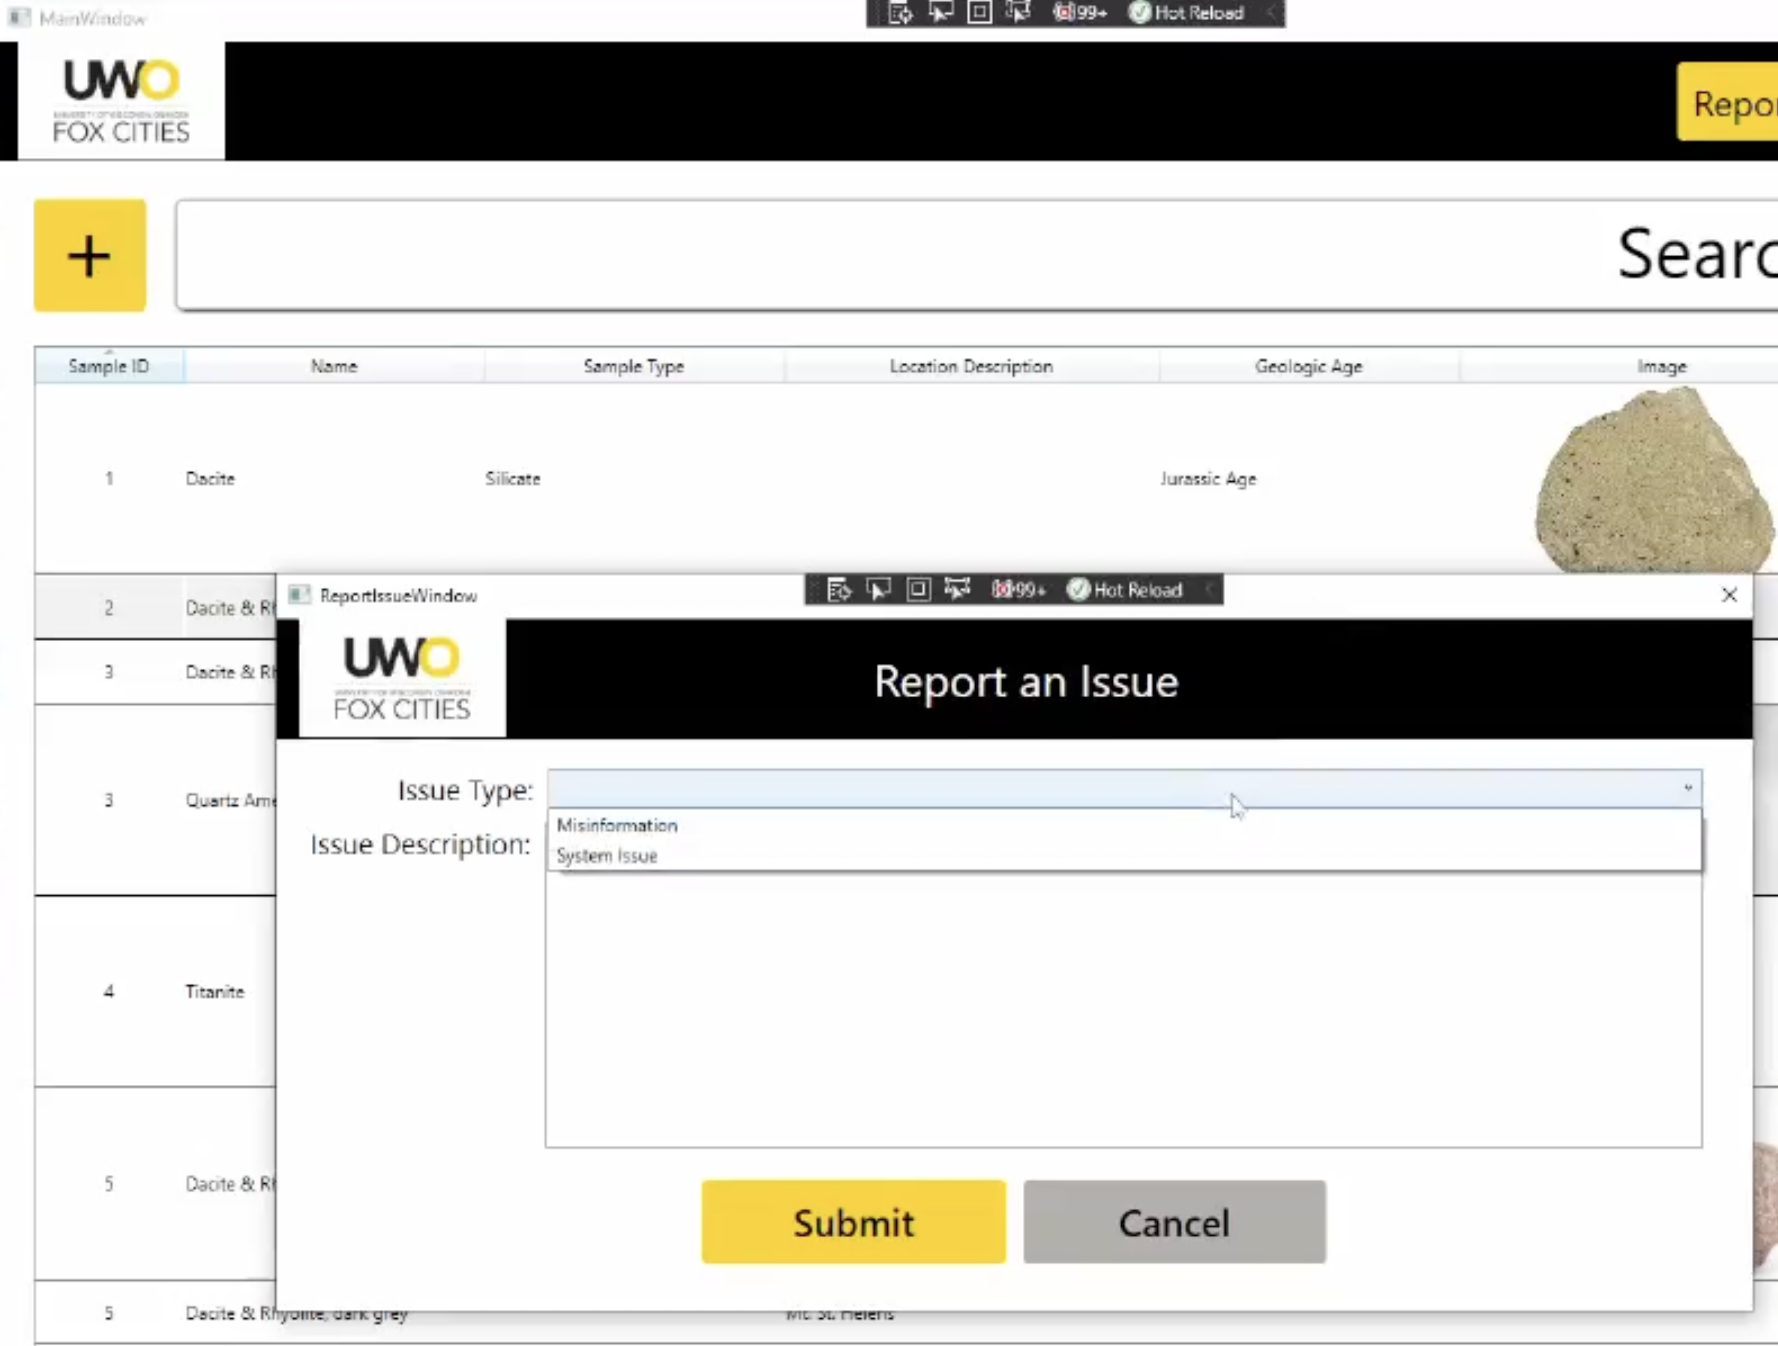 MainWindow
99+ Hot Reload
UWO
FOX CITIES
Repor
+
Searc
Sample ID Name Sample Type Location Description Geologic Age Image
1 Dacite Silicate Jurassic Age
2 Dacite & Rh
3 Dacite & Rh
3 Quartz Ame
4 Titanite
5 Dacite & Rh
5 Dacite & Rhyolite, dark grey Mt. St. Helens
ReportIssueWindow
99+ Hot Reload
UWO
FOX CITIES
Report an Issue
Issue Type:
Misinformation
System Issue
Issue Description:
Submit Cancel